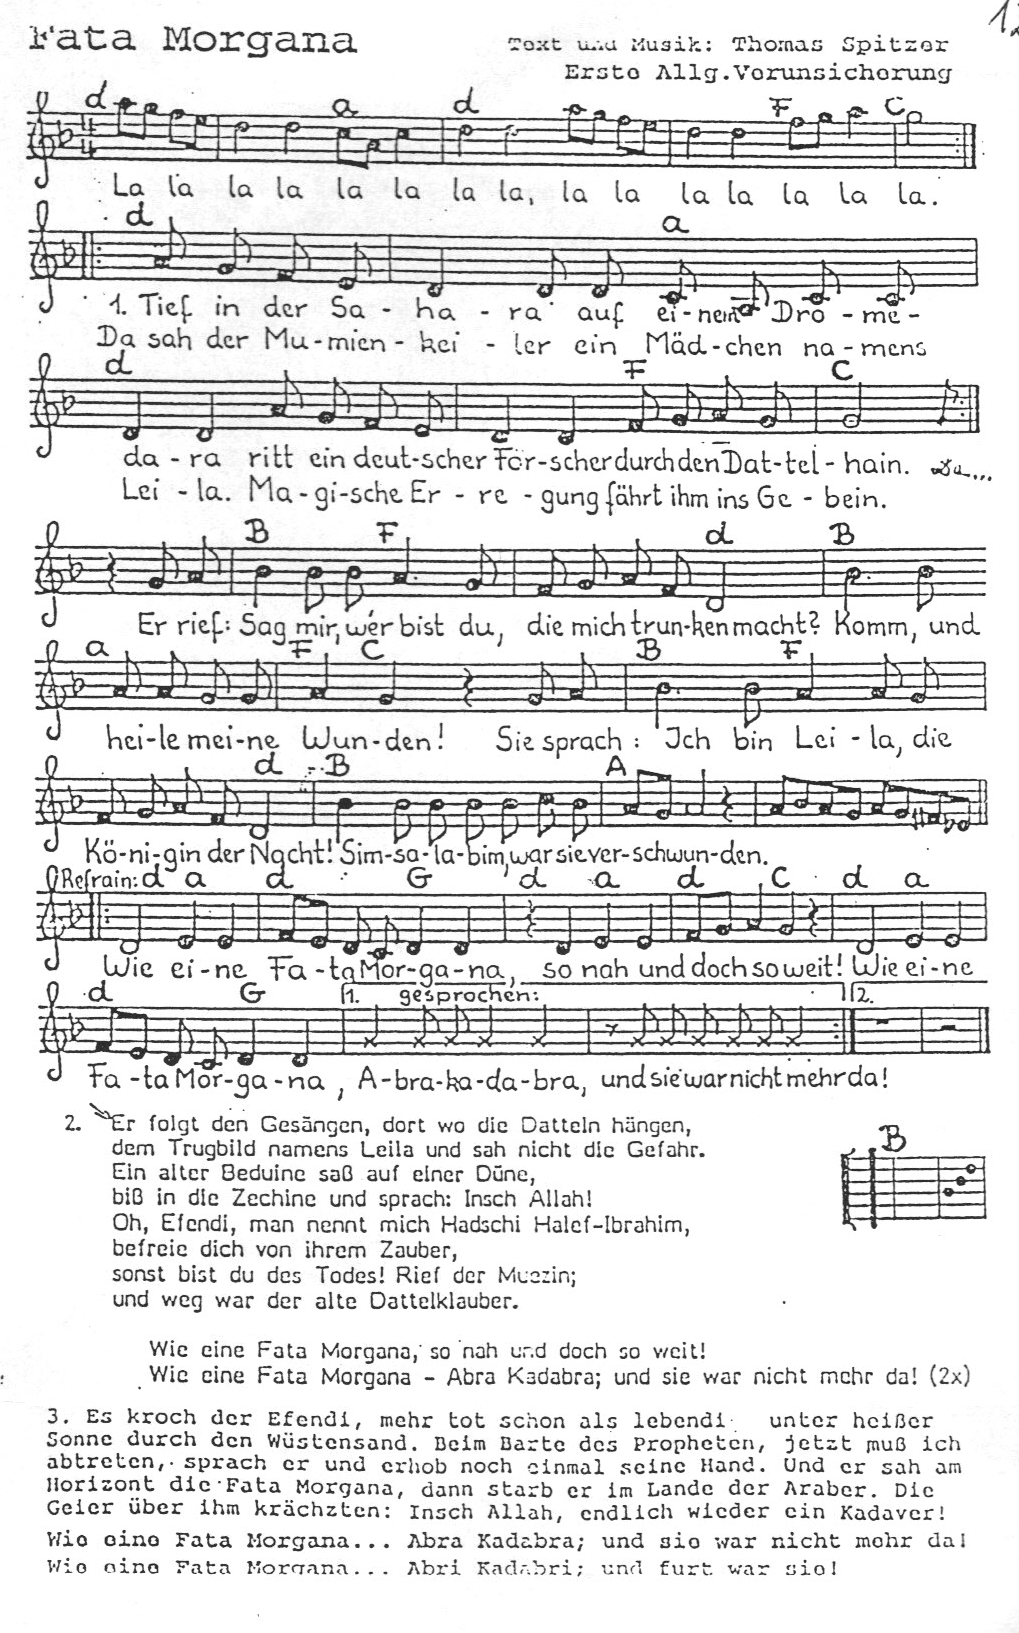 Fata Morgana
Text und Musik: Thomas Spitzer
Erste Allg.Verunsicherung
d a d F C
La la la la la la la la, la la la la la la la.
d a
1. Tief in der Sa - ha - ra auf ei-nem Dro - me -
Da sah der Mu-mien-kei - ler ein Mäd-chen na-mens
d F C
da - ra ritt ein deut-scher For-scher durch den Dat-tel-hain. Da...
Lei - la. Ma-gi-sche Er - re - gung fährt ihm ins Ge - bein.
B F d B
Er rief: Sag mir, wer bist du, die mich trun-ken macht? Komm, und
a F C B F
hei-le mei-ne Wun-den! Sie sprach: Ich bin Lei-la, die
d B A
Kö-ni-gin der Nacht! Sim-sa-la-bim, war sie ver-schwun-den.
Refrain: d a d G d a d C d a
Wie ei-ne Fa-ta Mor-ga-na, so nah und doch so weit! Wie ei-ne
d G 1. gesprochen: 2.
Fa-ta Mor-ga-na, A-bra-ka-da-bra, und sie war nicht mehr da!
2. Er folgt den Gesängen, dort wo die Datteln hängen,
dem Trugbild namens Leila und sah nicht die Gefahr.
B
Ein alter Beduine saß auf einer Düne,
biß in die Zechine und sprach: Insch Allah!
Oh, Efendi, man nennt mich Hadschi Halef-Ibrahim,
befreie dich von ihrem Zauber,
sonst bist du des Todes! Rief der Muezin;
und weg war der alte Dattelklauber.
Wie eine Fata Morgana, so nah und doch so weit!
Wie eine Fata Morgana - Abra Kadabra; und sie war nicht mehr da! (2x)
3. Es kroch der Efendi, mehr tot schon als lebendi unter heißer
Sonne durch den Wüstensand. Beim Barte des Propheten, jetzt muß ich
abtreten, sprach er und erhob noch einmal seine Hand. Und er sah am
Horizont die Fata Morgana, dann starb er im Lande der Araber. Die
Geier über ihm krächzten: Insch Allah, endlich wieder ein Kadaver!
Wie eine Fata Morgana... Abra Kadabra; und sie war nicht mehr da!
Wie eine Fata Morgana... Abri Kadabri; und furt war sie!